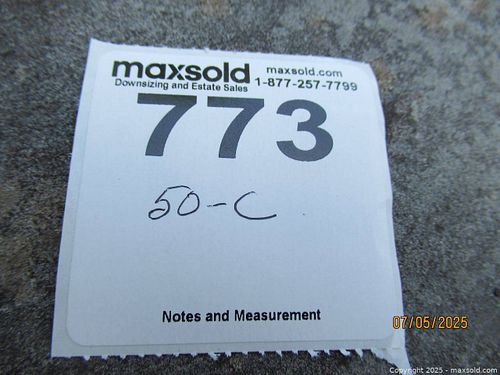 maxsold maxsold.com
Downsizing and Estate Sales 1-877-257-7799
773
50-C
Notes and Measurement
07/05/2025
Copyright 2025 - maxsold.com